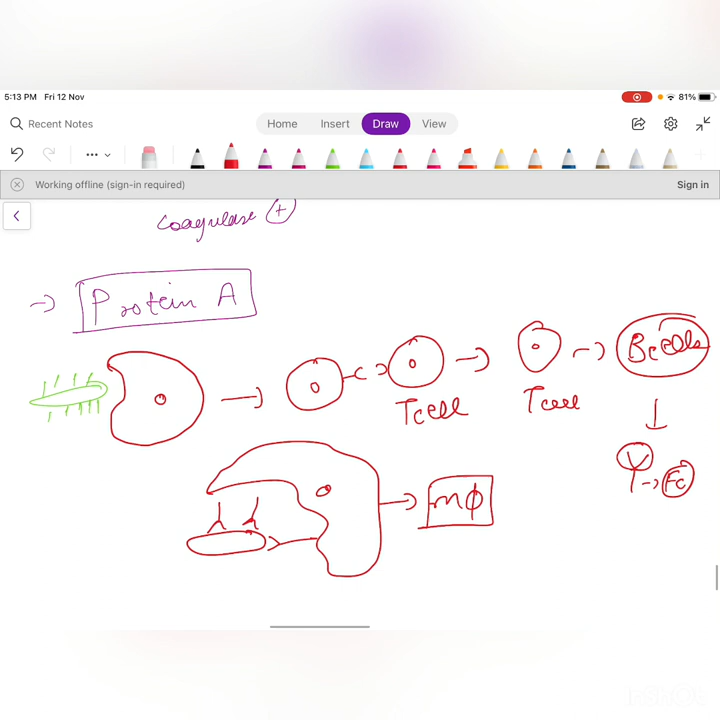 5:13 PM Fri 12 Nov
81%
Recent Notes
Home Insert Draw View
Working offline (sign-in required)
Sign in
Coagulase +
→ Protein A
B cells
T cell
T cell
Y → Fc
→ mϕ
InShOt